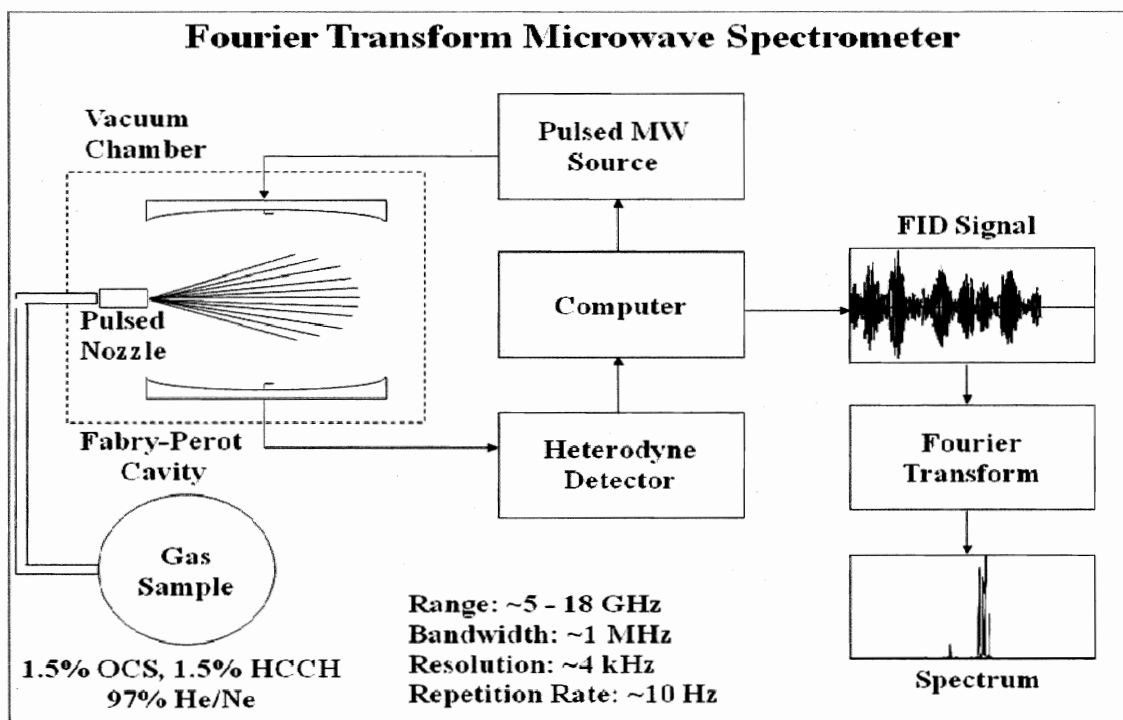 Fourier Transform Microwave Spectrometer
Vacuum
Chamber
Pulsed MW
Source
FID Signal
Pulsed
Nozzle
Computer
Fabry-Perot
Cavity
Heterodyne
Detector
Fourier
Transform
Gas
Sample
1.5% OCS, 1.5% HCCH
97% He/Ne
Range: ~5 - 18 GHz
Bandwidth: ~1 MHz
Resolution: ~4 kHz
Repetition Rate: ~10 Hz
Spectrum